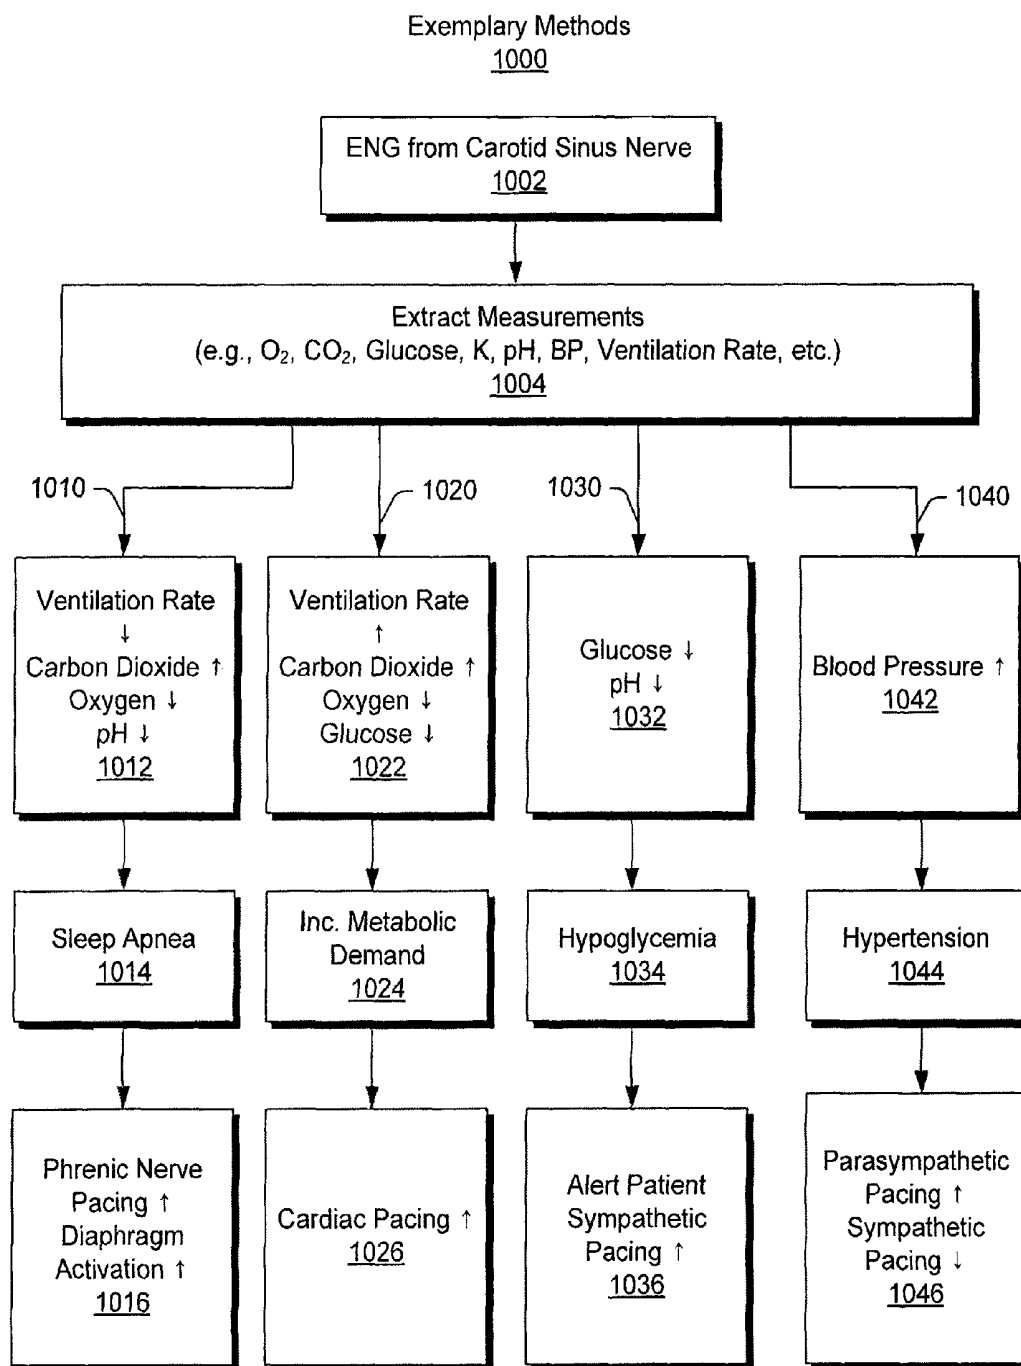 Exemplary Methods
1000
ENG from Carotid Sinus Nerve
1002
Extract Measurements
(e.g., O₂, CO₂, Glucose, K, pH, BP, Ventilation Rate, etc.)
1004
1010
1020
1030
1040
Ventilation Rate
↓
Carbon Dioxide ↑
Oxygen ↓
pH ↓
1012
Ventilation Rate
↑
Carbon Dioxide ↑
Oxygen ↓
Glucose ↓
1022
Glucose ↓
pH ↓
1032
Blood Pressure ↑
1042
Sleep Apnea
1014
Inc. Metabolic
Demand
1024
Hypoglycemia
1034
Hypertension
1044
Phrenic Nerve
Pacing ↑
Diaphragm
Activation ↑
1016
Cardiac Pacing ↑
1026
Alert Patient
Sympathetic
Pacing ↑
1036
Parasympathetic
Pacing ↑
Sympathetic
Pacing ↓
1046